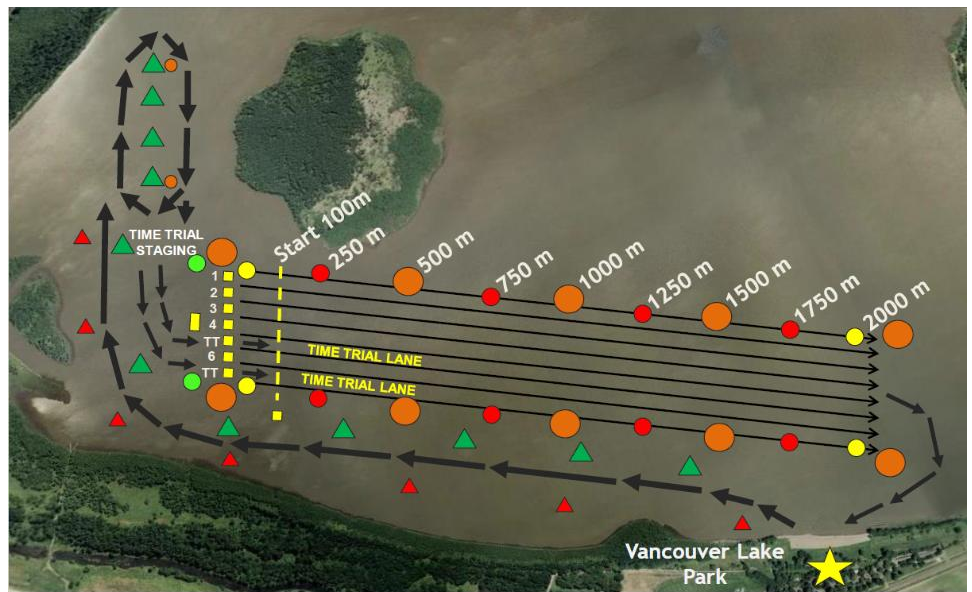 TIME TRIAL
STAGING
Start 100m
250 m
500 m
750 m
1000 m
1250 m
1500 m
1750 m
2000 m
1
2
3
4
TT
6
TT
TIME TRIAL LANE
TIME TRIAL LANE
Vancouver Lake
Park